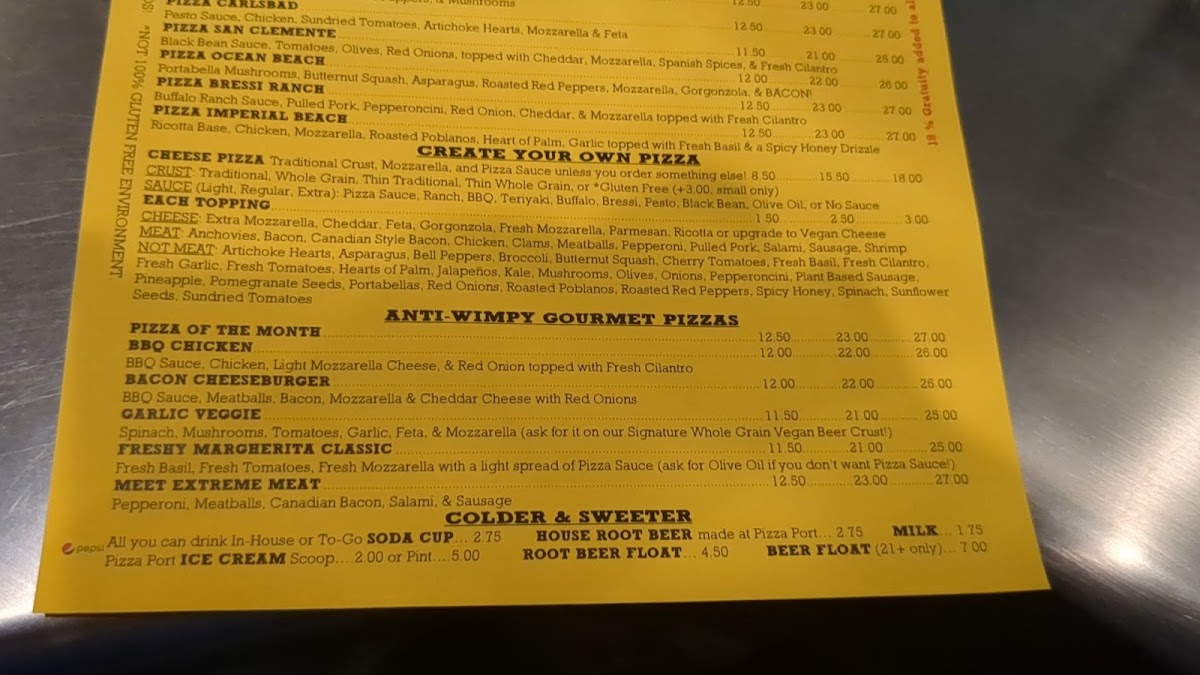 & Mushrooms 12 50 23 00 27 00
PIZZA CARLSBAD
Pesto Sauce, Chicken, Sundried Tomatoes, Artichoke Hearts, Mozzarella & Feta 12 50 23 00 27 00
PIZZA SAN CLEMENTE
Black Bean Sauce, Tomatoes, Olives, Red Onions, topped with Cheddar, Mozzarella, Spanish Spices, & Fresh Cilantro 11.50 21 00 25 00
PIZZA OCEAN BEACH 12 00 22 00 26 00
Portabella Mushrooms, Butternut Squash, Asparagus, Roasted Red Peppers, Mozzarella, Gorgonzola, & BACON!
PIZZA BRESSI RANCH 12 50 23 00 27 00
Buffalo Ranch Sauce, Pulled Pork, Pepperoncini, Red Onion, Cheddar, & Mozzarella topped with Fresh Cilantro
PIZZA IMPERIAL BEACH 12.50 23 00 27 00
Ricotta Base, Chicken, Mozzarella, Roasted Poblanos, Heart of Palm, Garlic topped with Fresh Basil & a Spicy Honey Drizzle
CREATE YOUR OWN PIZZA
CHEESE PIZZA Traditional Crust, Mozzarella, and Pizza Sauce unless you order something else! 8.50 15 50 18.00
CRUST: Traditional, Whole Grain, Thin Traditional, Thin Whole Grain, or *Gluten Free (+3.00, small only)
SAUCE (Light, Regular, Extra): Pizza Sauce, Ranch, BBQ, Teriyaki, Buffalo, Bressi, Pesto, Black Bean, Olive Oil, or No Sauce
EACH TOPPING 1.50 2.50 3 00
CHEESE: Extra Mozzarella, Cheddar, Feta, Gorgonzola, Fresh Mozzarella, Parmesan, Ricotta or upgrade to Vegan Cheese
MEAT: Anchovies, Bacon, Canadian Style Bacon, Chicken, Clams, Meatballs, Pepperoni, Pulled Pork, Salami, Sausage, Shrimp
NOT MEAT: Artichoke Hearts, Asparagus, Bell Peppers, Broccoli, Butternut Squash, Cherry Tomatoes, Fresh Basil, Fresh Cilantro,
Fresh Garlic, Fresh Tomatoes, Hearts of Palm, Jalapeños, Kale, Mushrooms, Olives, Onions, Pepperoncini, Plant Based Sausage,
Pineapple, Pomegranate Seeds, Portabellas, Red Onions, Roasted Poblanos, Roasted Red Peppers, Spicy Honey, Spinach, Sunflower
Seeds, Sundried Tomatoes
ANTI-WIMPY GOURMET PIZZAS
PIZZA OF THE MONTH 12 50 23 00 27 00
BBQ CHICKEN 12 00 22 00 26 00
BBQ Sauce, Chicken, Light Mozzarella Cheese, & Red Onion topped with Fresh Cilantro
BACON CHEESEBURGER 12.00 22 00 26 00
BBQ Sauce, Meatballs, Bacon, Mozzarella & Cheddar Cheese with Red Onions
GARLIC VEGGIE 11.50 21 00 25.00
Spinach, Mushrooms, Tomatoes, Garlic, Feta, & Mozzarella (ask for it on our Signature Whole Grain Vegan Beer Crust!)
FRESHY MARGHERITA CLASSIC 11.50 21 00 25.00
Fresh Basil, Fresh Tomatoes, Fresh Mozzarella with a light spread of Pizza Sauce (ask for Olive Oil if you don't want Pizza Sauce!)
MEET EXTREME MEAT 12.50 23.00 27.00
Pepperoni, Meatballs, Canadian Bacon, Salami, & Sausage
COLDER & SWEETER
pepsi All you can drink In-House or To-Go SODA CUP... 2.75 HOUSE ROOT BEER made at Pizza Port... 2.75 MILK... 1.75
Pizza Port ICE CREAM Scoop....2.00 or Pint...5.00 ROOT BEER FLOAT... 4.50 BEER FLOAT (21+ only)... 7 00
*NOT 100% GLUTEN FREE ENVIRONMENT
18 % Gratuity added to